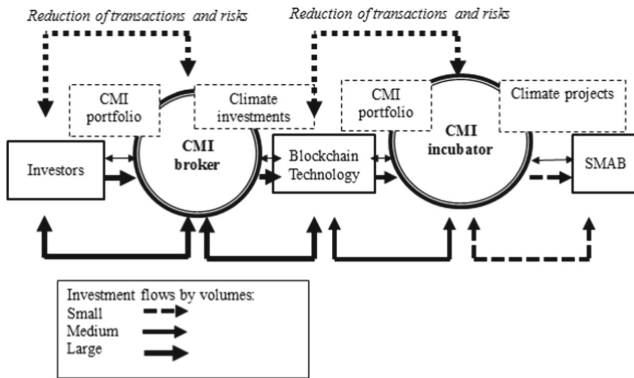 Reduction of transactions and risks
Reduction of transactions and risks
CMI
portfolio
Climate
investments
CMI
portfolio
Climate projects
CMI
broker
CMI
incubator
Investors
Blockchain
Technology
SMAB
Investment flows by volumes:
Small
Medium
Large